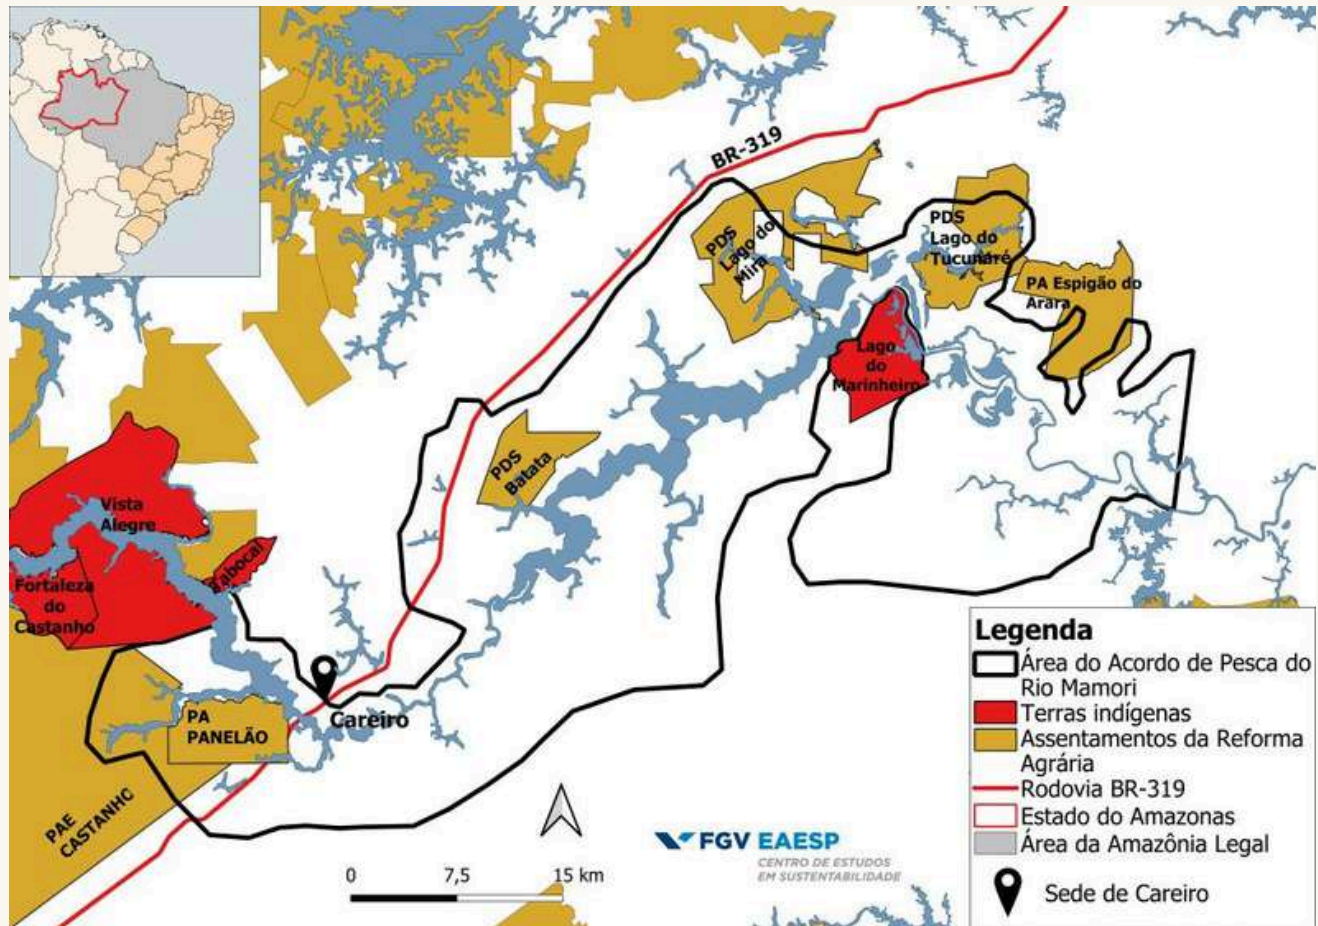 BR-319
PDS
Lago do
Mira
PDS
Lago do
Tucunaré
PA Espigão do
Arara
Lago
do
Marinheiro
PDS
Batata
Vista
Alegre
Tabocal
Fortaleza
do
Castanho
PA
PANELÃO
Careiro
PAE
CASTANHO
0 7,5 15 km
FGV EAESP
CENTRO DE ESTUDOS
EM SUSTENTABILIDADE
Legenda
Área do Acordo de Pesca do
Rio Mamori
Terras indígenas
Assentamentos da Reforma
Agrária
Rodovia BR-319
Estado do Amazonas
Área da Amazônia Legal
Sede de Careiro